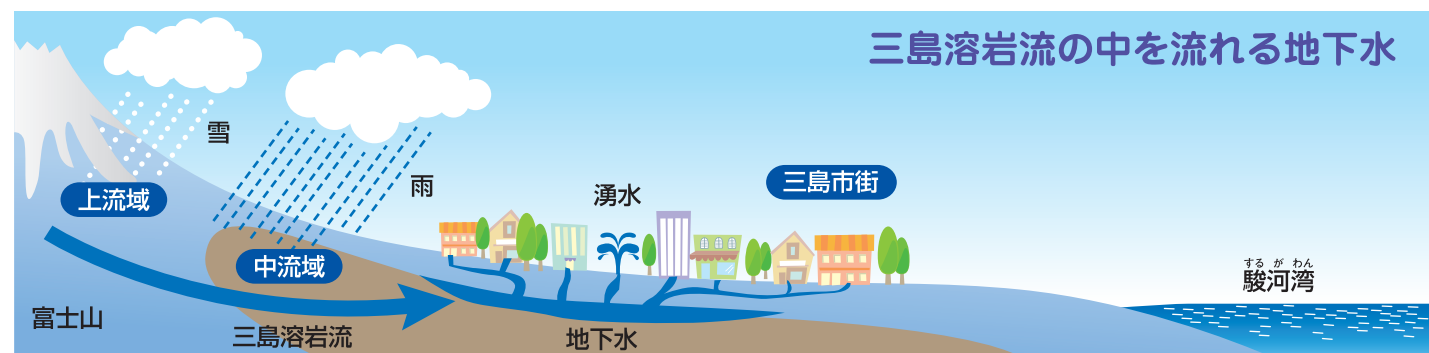 三島溶岩流の中を流れる地下水
雪
上流域
雨
湧水
三島市街
中流域
するがわん
駿河湾
富士山
三島溶岩流
地下水